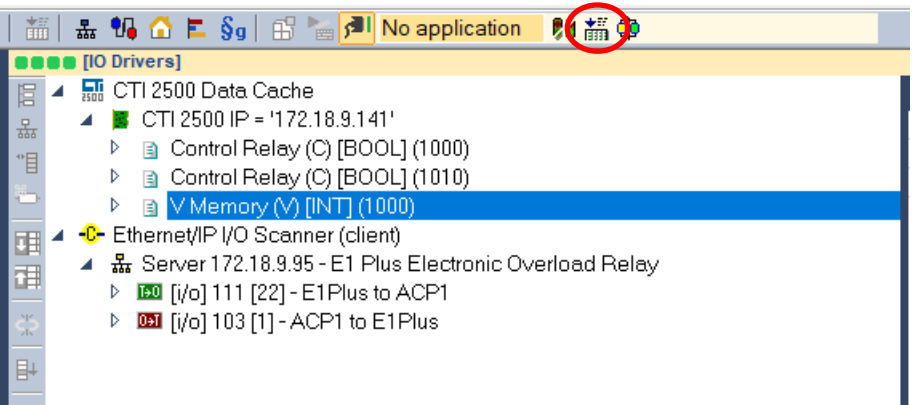 §g No application
[IO Drivers]
CTI 2500 Data Cache
CTI 2500 IP = '172.18.9.141'
Control Relay (C) [BOOL] (1000)
Control Relay (C) [BOOL] (1010)
V Memory (V) [INT] (1000)
-C- Ethernet/IP I/O Scanner (client)
Server 172.18.9.95 - E1 Plus Electronic Overload Relay
T→O [i/o] 111 [22] - E1Plus to ACP1
O→T [i/o] 103 [1] - ACP1 to E1Plus